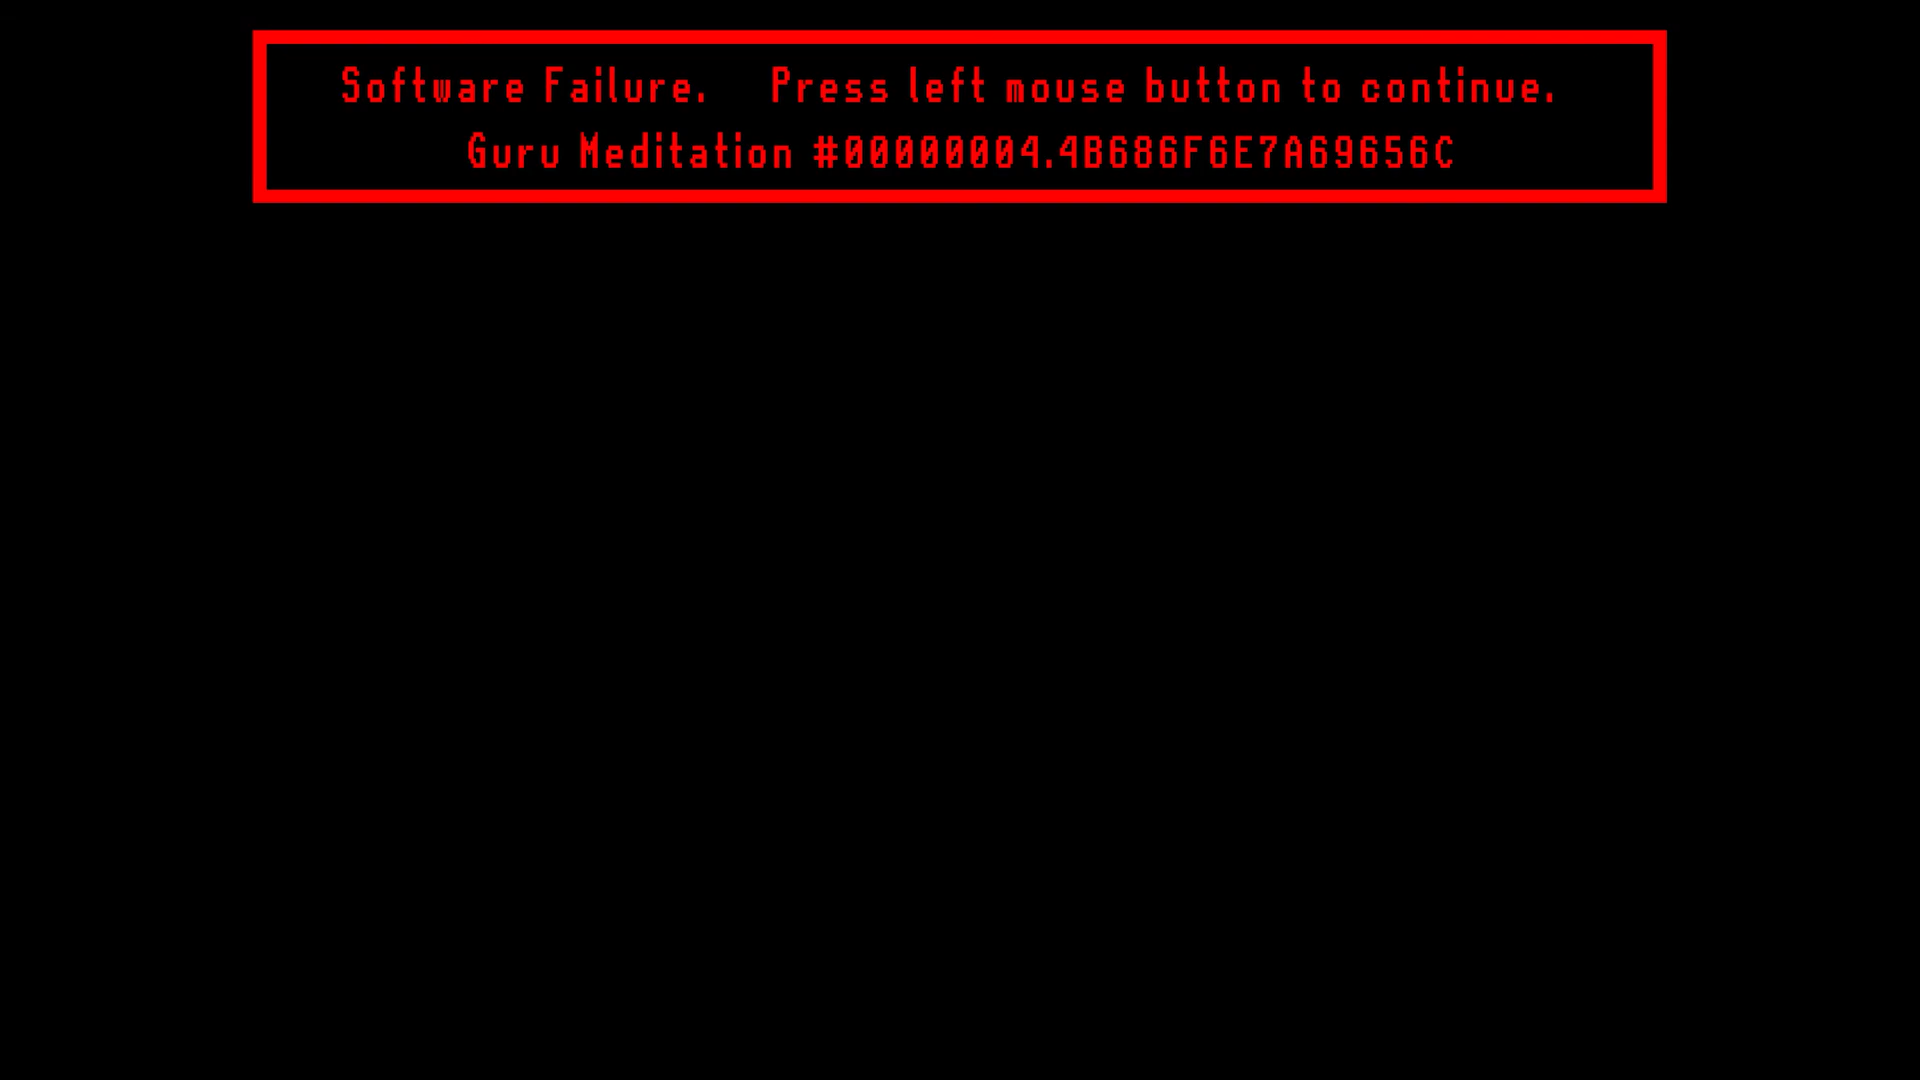 Software Failure.   Press left mouse button to continue.
Guru Meditation #00000004.4B686F6E7A69656C